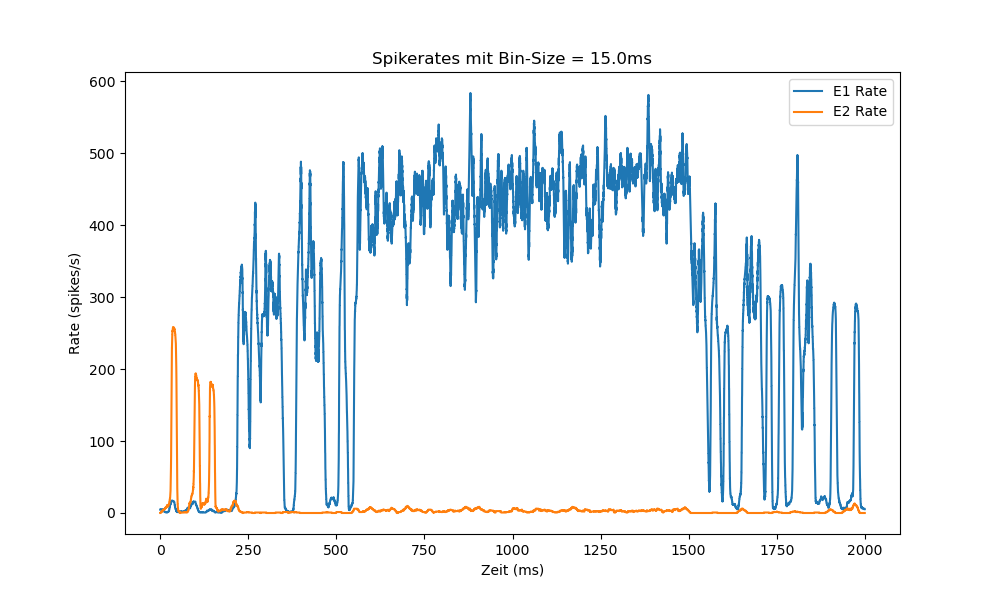 Spikerates mit Bin-Size = 15.0ms
E1 Rate
E2 Rate
600
500
400
300
200
100
0
Rate (spikes/s)
0 250 500 750 1000 1250 1500 1750 2000
Zeit (ms)